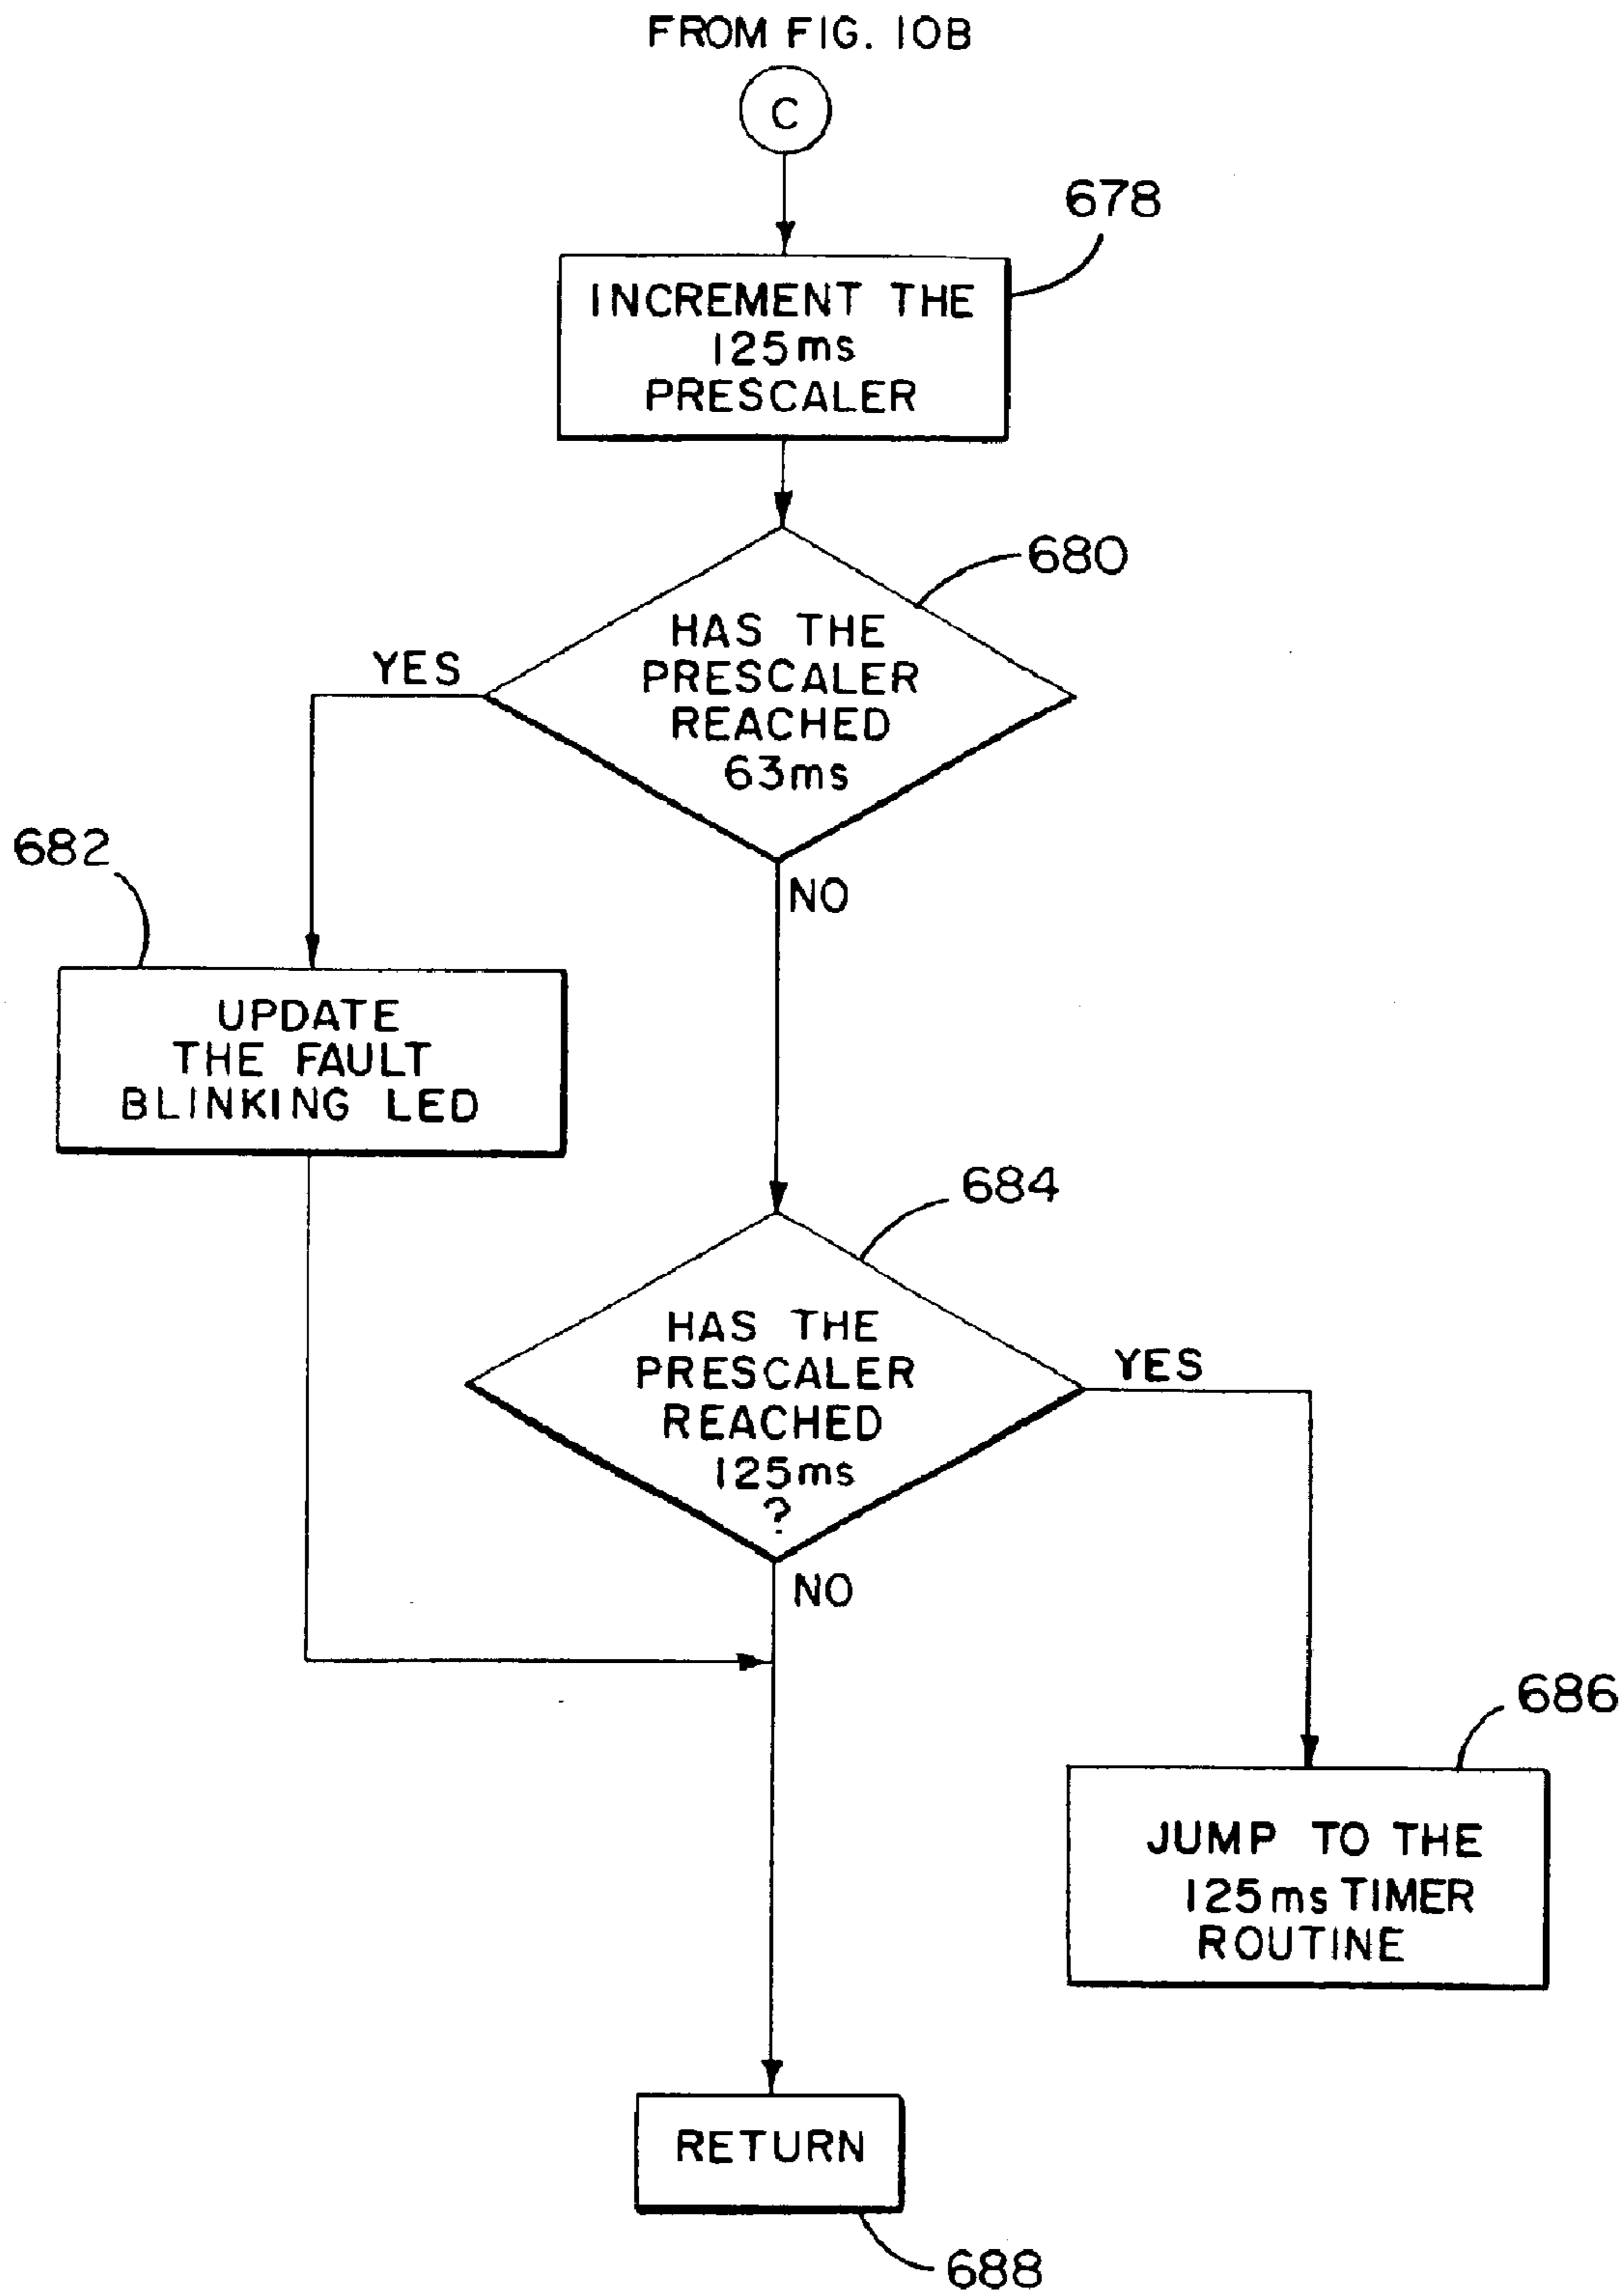 FROM FIG. 10B
C
678
INCREMENT THE
125ms
PRESCALER
680
HAS THE
PRESCALER
REACHED
63ms
YES
NO
682
UPDATE
THE FAULT
BLINKING LED
684
HAS THE
PRESCALER
REACHED
125ms
?
YES
NO
686
JUMP TO THE
125ms TIMER
ROUTINE
RETURN
688